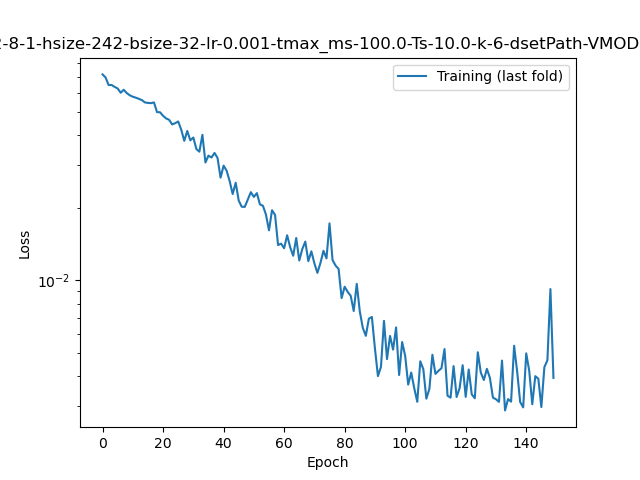 -8-1-hsize-242-bsize-32-lr-0.001-tmax_ms-100.0-Ts-10.0-k-6-dsetPath-VMOD
Training (last fold)
Loss
10⁻²
0 20 40 60 80 100 120 140
Epoch